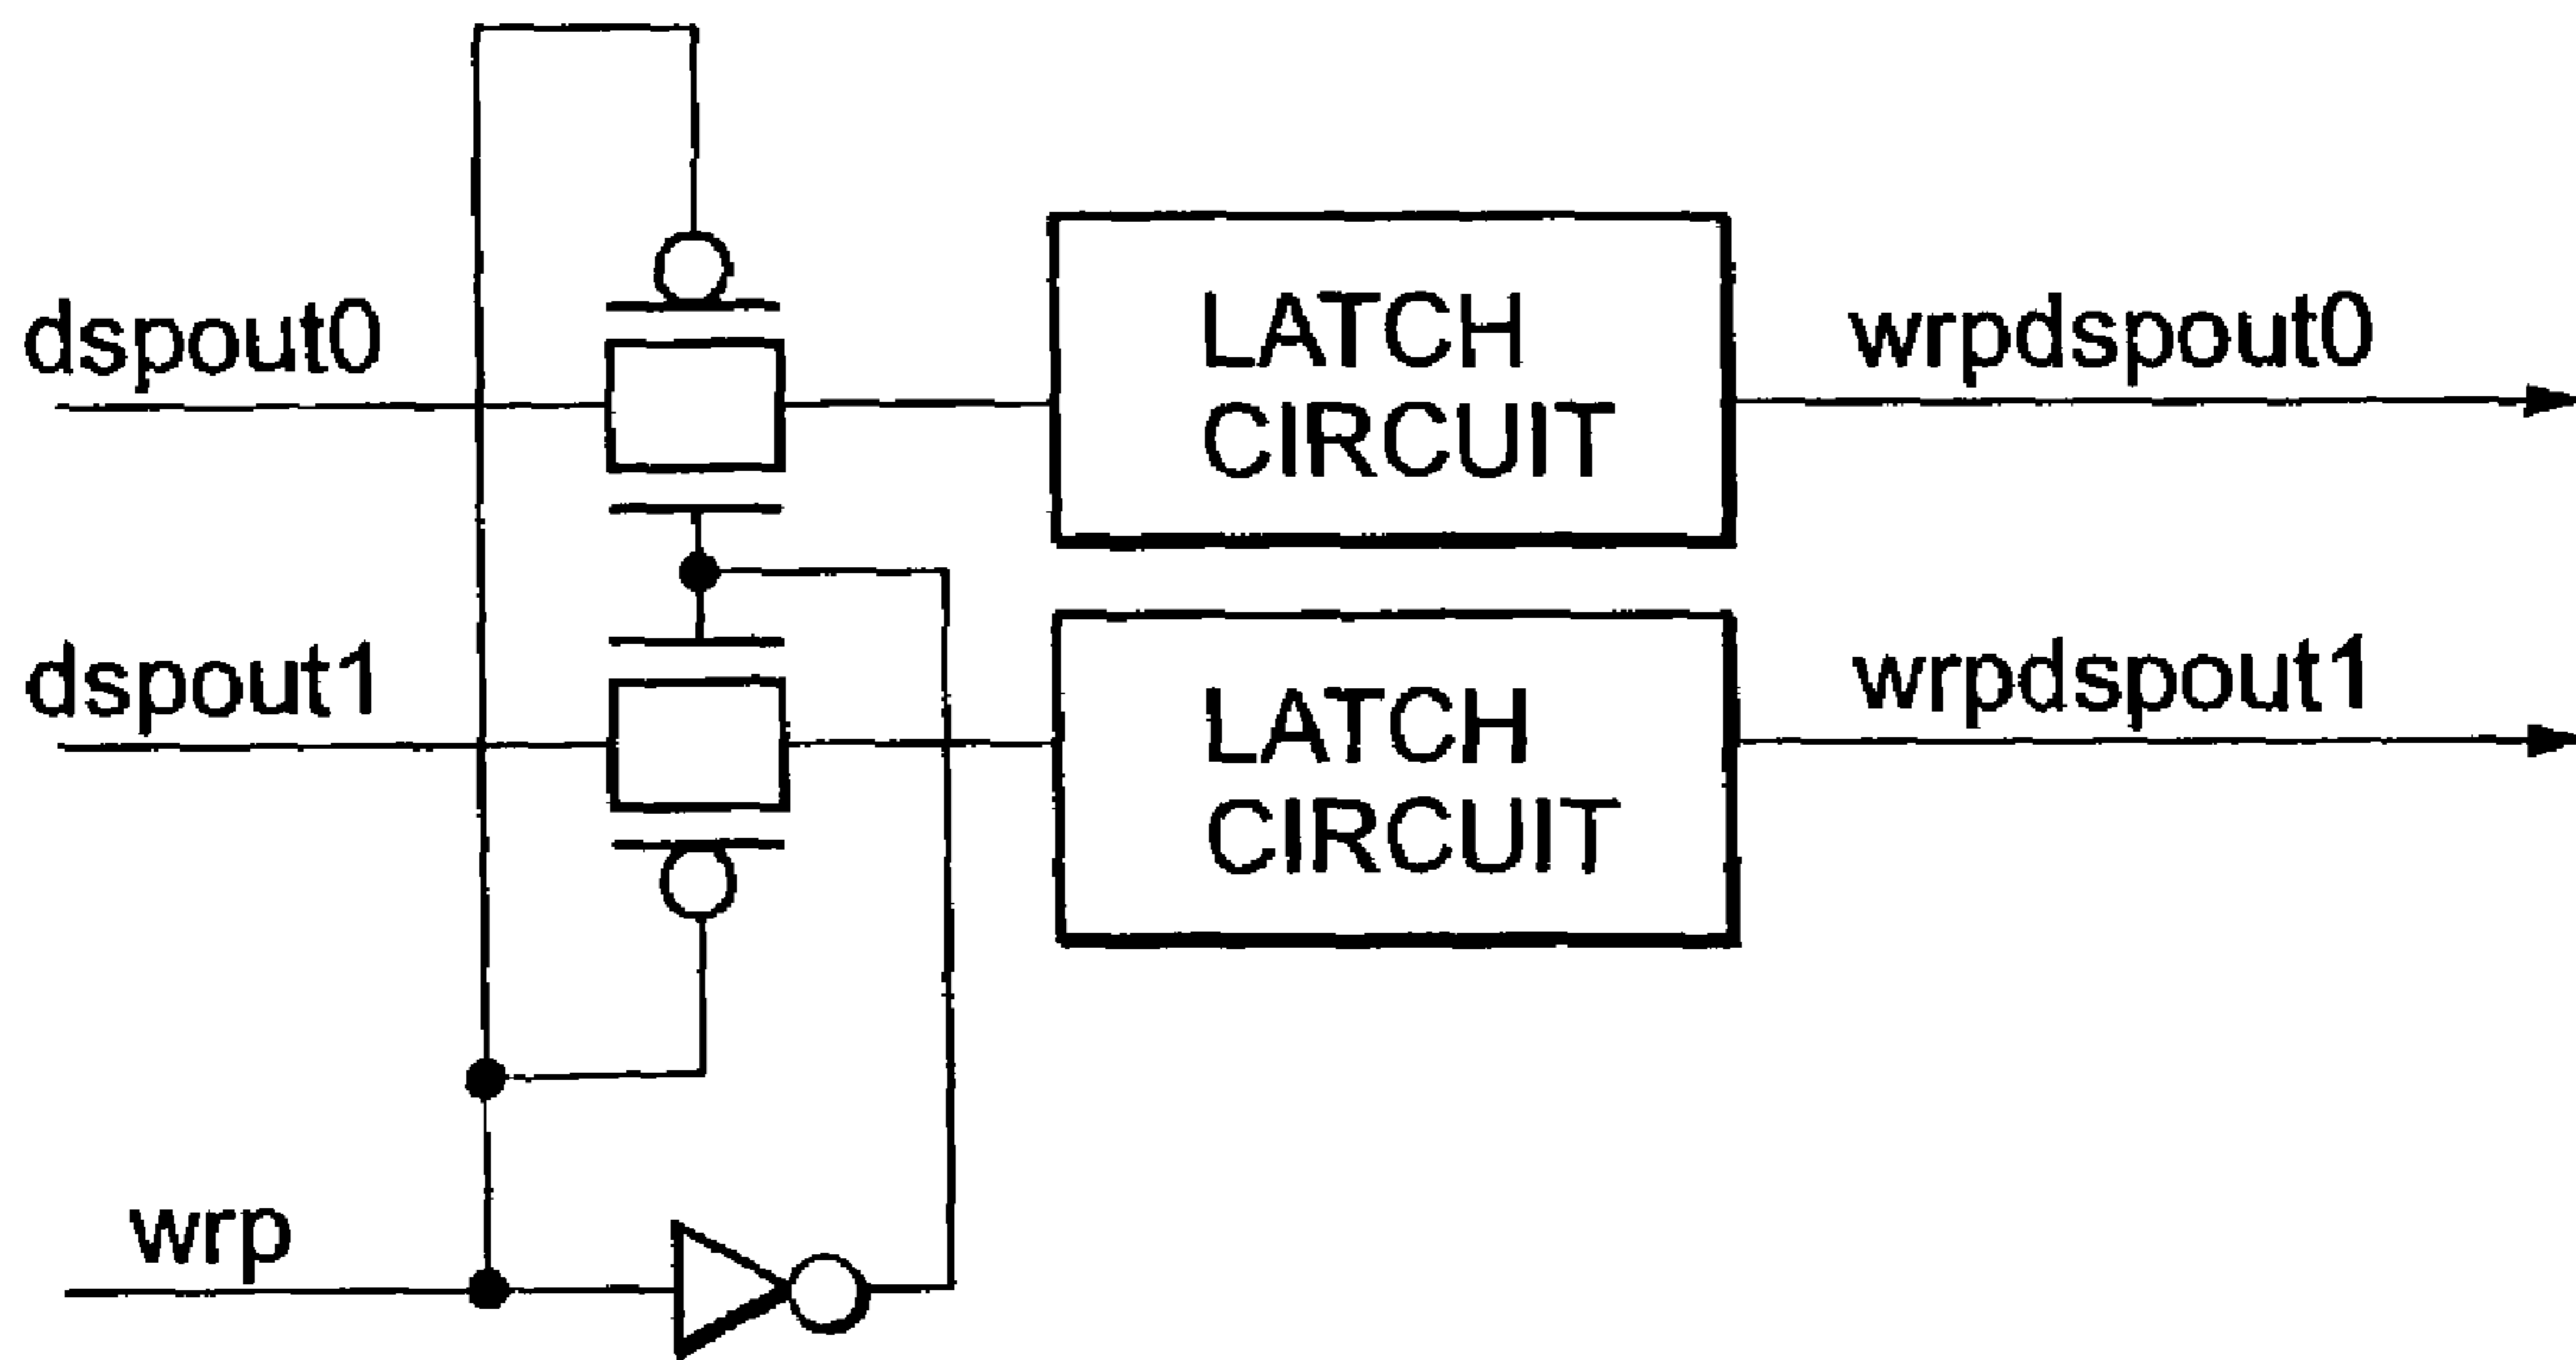 dspout0
LATCH
CIRCUIT
wrpdspout0
dspout1
LATCH
CIRCUIT
wrpdspout1
wrp